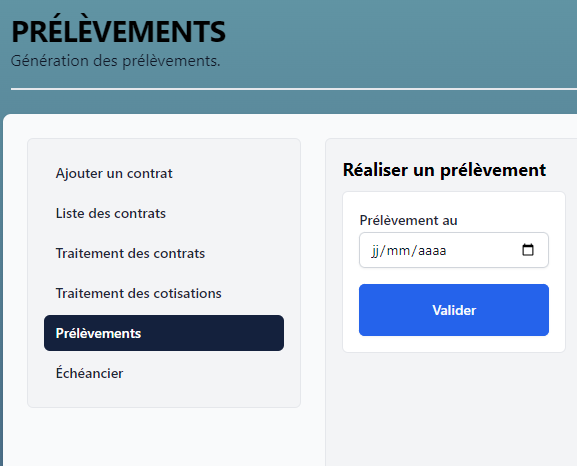 PRÉLÈVEMENTS
Génération des prélèvements.
Ajouter un contrat
Liste des contrats
Traitement des contrats
Traitement des cotisations
Prélèvements
Échéancier
Réaliser un prélèvement
Prélèvement au
jj/mm/aaaa
Valider